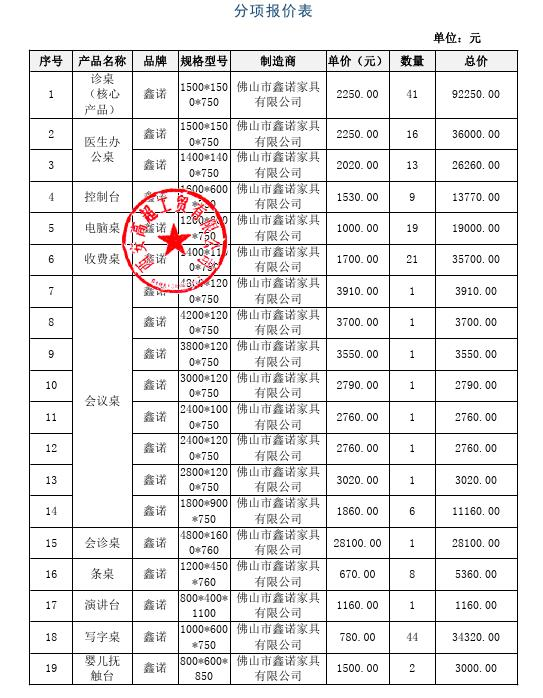 分项报价表
单位：元
序号 产品名称 品牌 规格型号 制造商 单价（元） 数量 总价
1 诊桌（核心产品） 鑫诺 1500*1500*750 佛山市鑫诺家具有限公司 2250.00 41 92250.00
2 医生办公桌 鑫诺 1500*1500*750 佛山市鑫诺家具有限公司 2250.00 16 36000.00
3 鑫诺 1400*1400*750 佛山市鑫诺家具有限公司 2020.00 13 26260.00
4 控制台 鑫诺 佛山市鑫诺家具有限公司 1530.00 9 13770.00
5 电脑桌 佛山市鑫诺家具有限公司 1000.00 19 19000.00
6 收费桌 佛山市鑫诺家具有限公司 1700.00 21 35700.00
7 会议桌 鑫诺 佛山市鑫诺家具有限公司 3910.00 1 3910.00
8 鑫诺 4200*1200*750 佛山市鑫诺家具有限公司 3700.00 1 3700.00
9 鑫诺 3800*1200*750 佛山市鑫诺家具有限公司 3550.00 1 3550.00
10 鑫诺 3000*1200*750 佛山市鑫诺家具有限公司 2790.00 1 2790.00
11 鑫诺 2400*1000*750 佛山市鑫诺家具有限公司 2760.00 1 2760.00
12 鑫诺 2400*1200*750 佛山市鑫诺家具有限公司 2760.00 1 2760.00
13 鑫诺 2800*1200*750 佛山市鑫诺家具有限公司 3020.00 1 3020.00
14 鑫诺 1800*900*750 佛山市鑫诺家具有限公司 1860.00 6 11160.00
15 会诊桌 鑫诺 4800*1600*760 佛山市鑫诺家具有限公司 28100.00 1 28100.00
16 条桌 鑫诺 1200*450*760 佛山市鑫诺家具有限公司 670.00 8 5360.00
17 演讲台 鑫诺 800*400*1100 佛山市鑫诺家具有限公司 1160.00 1 1160.00
18 写字桌 鑫诺 1000*600*750 佛山市鑫诺家具有限公司 780.00 44 34320.00
19 婴儿抚触台 鑫诺 800*600*850 佛山市鑫诺家具有限公司 1500.00 2 3000.00